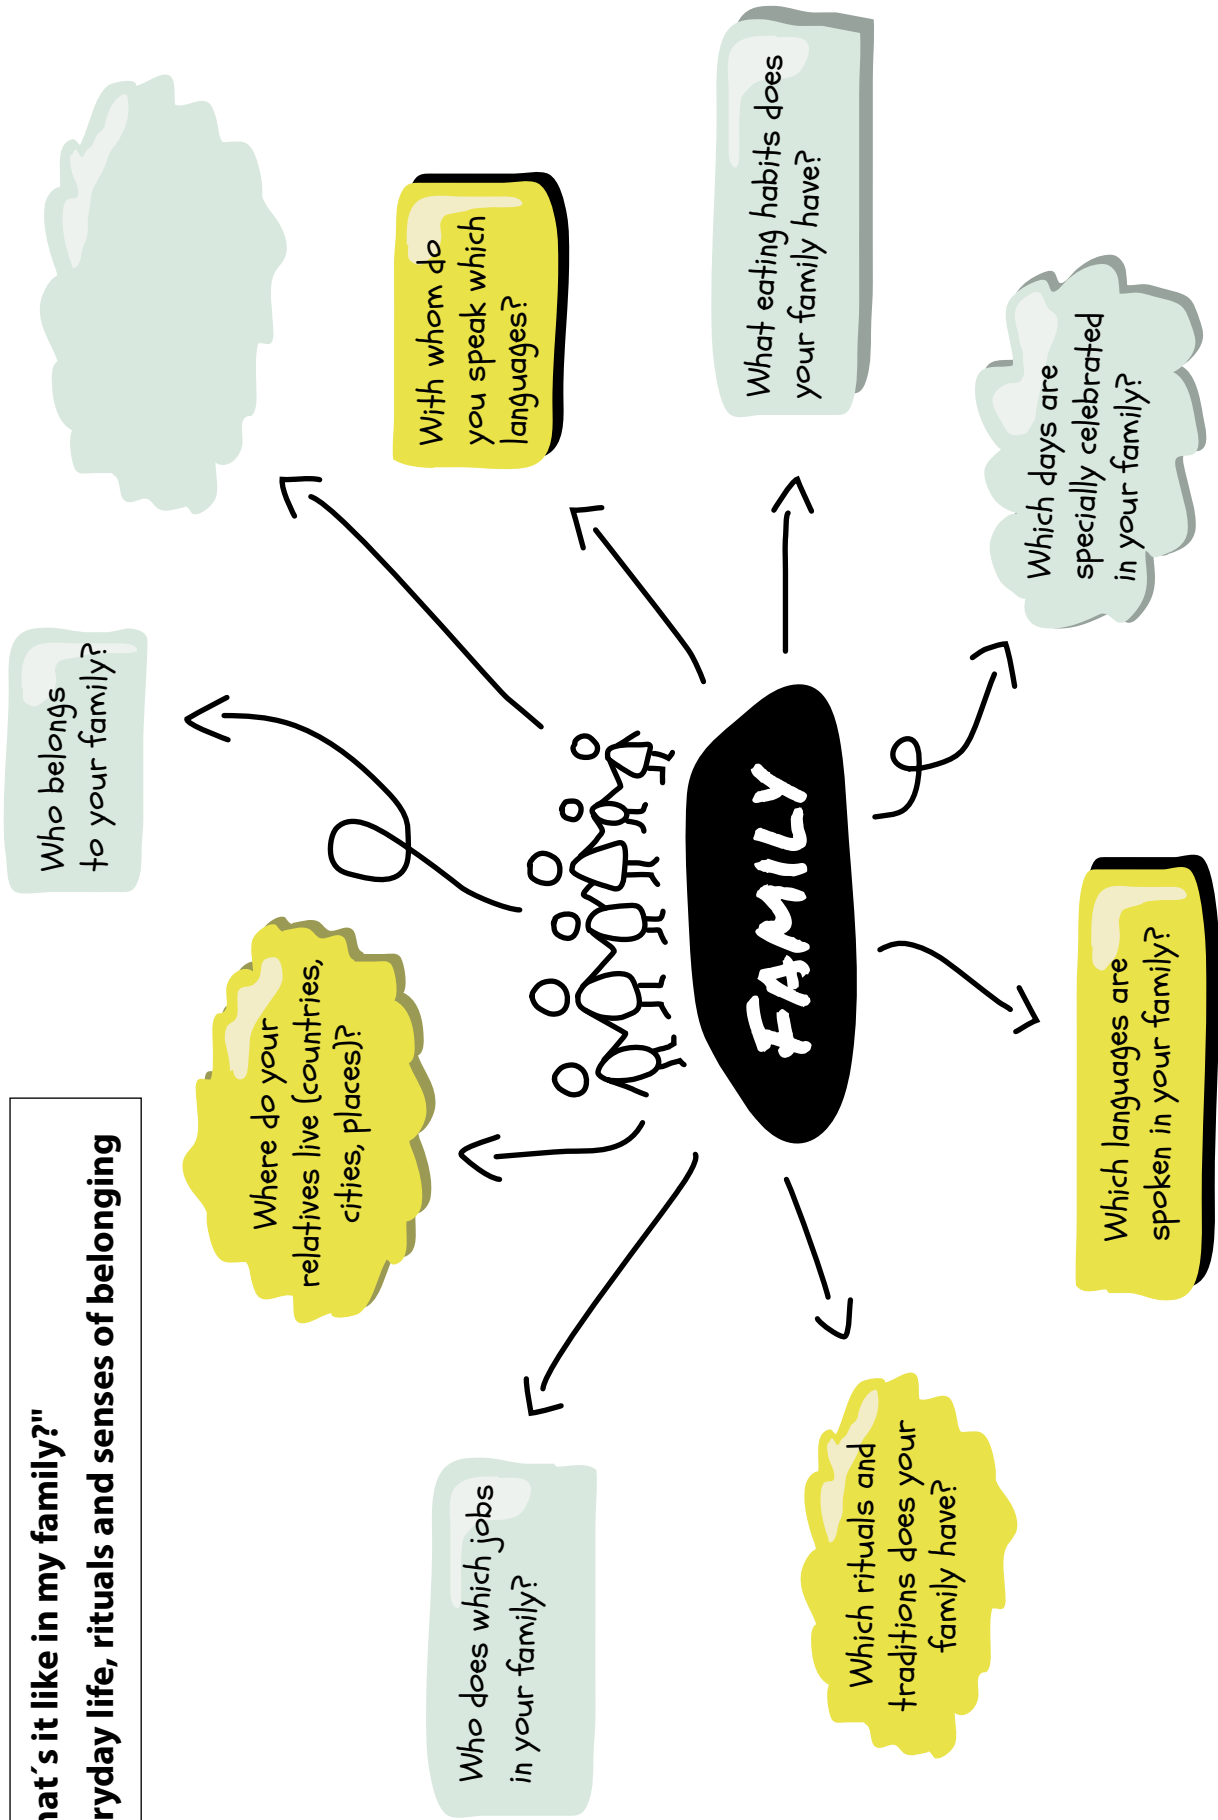 hat´s it like in my family?"
ryday life, rituals and senses of belonging
Who belongs
to your family?
Where do your
relatives live (countries,
cities, places)?
With whom do
you speak which
languages?
Who does which jobs
in your family?
What eating habits does
your family have?
FAMILY
Which rituals and
traditions does your
family have?
Which days are
specially celebrated
in your family?
Which languages are
spoken in your family?